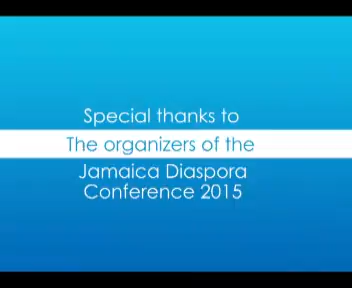 Special thanks to
The organizers of the
Jamaica Diaspora
Conference 2015